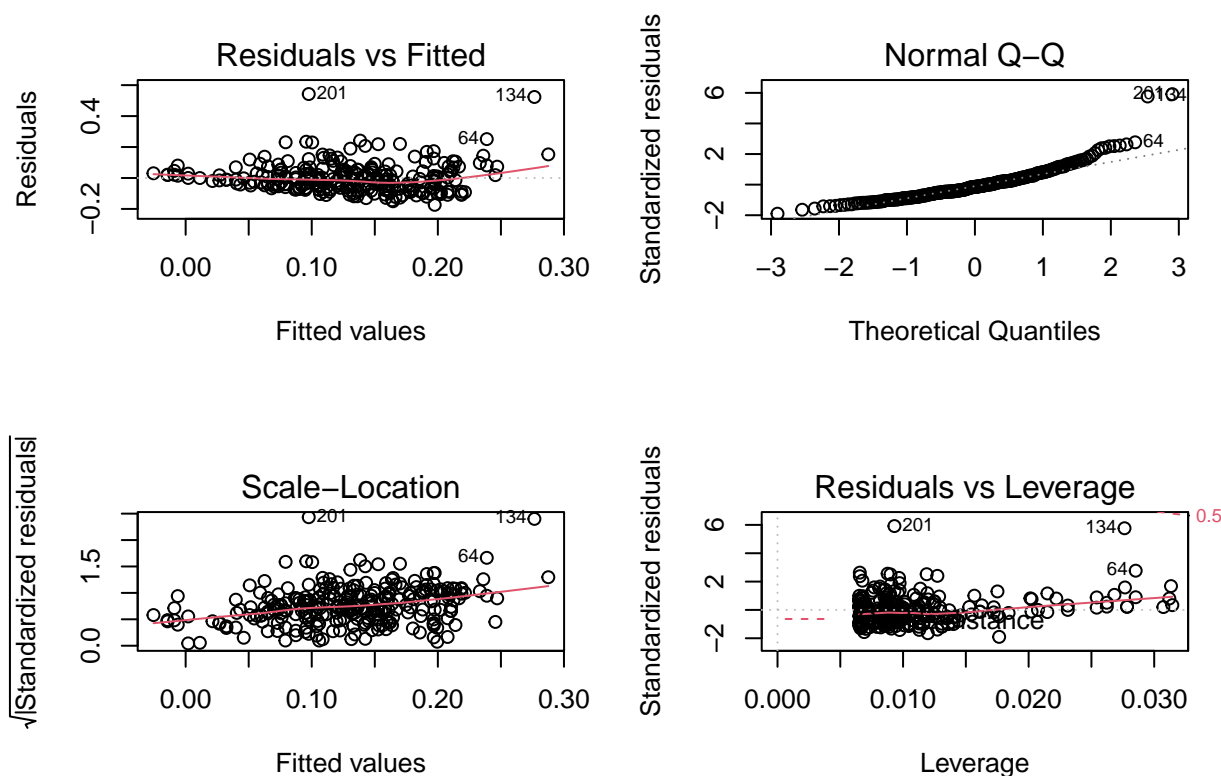 Residuals vs Fitted
Residuals
0.4
−0.2
201
134
64
0.00 0.10 0.20 0.30
Fitted values
Normal Q−Q
Standardized residuals
6
2
−2
201
134
64
−3 −2 −1 0 1 2 3
Theoretical Quantiles
Scale−Location
√|Standardized residuals|
1.5
0.0
201
134
64
0.00 0.10 0.20 0.30
Fitted values
Residuals vs Leverage
Standardized residuals
6
2
−2
201
134
64
0.5
0.000 0.010 0.020 0.030
Leverage